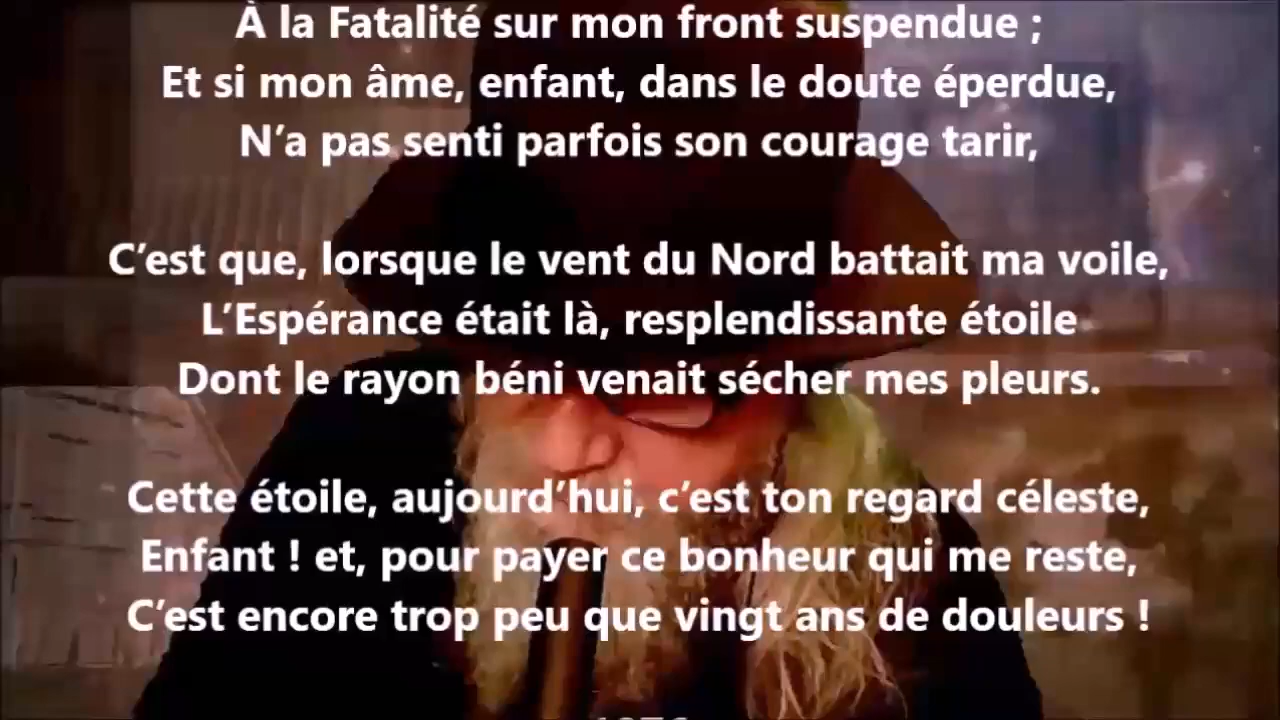 À la Fatalité sur mon front suspendue ;
Et si mon âme, enfant, dans le doute éperdue,
N’a pas senti parfois son courage tarir,
C’est que, lorsque le vent du Nord battait ma voile,
L’Espérance était là, resplendissante étoile
Dont le rayon béni venait sécher mes pleurs.
Cette étoile, aujourd’hui, c’est ton regard céleste,
Enfant ! et, pour payer ce bonheur qui me reste,
C’est encore trop peu que vingt ans de douleurs !